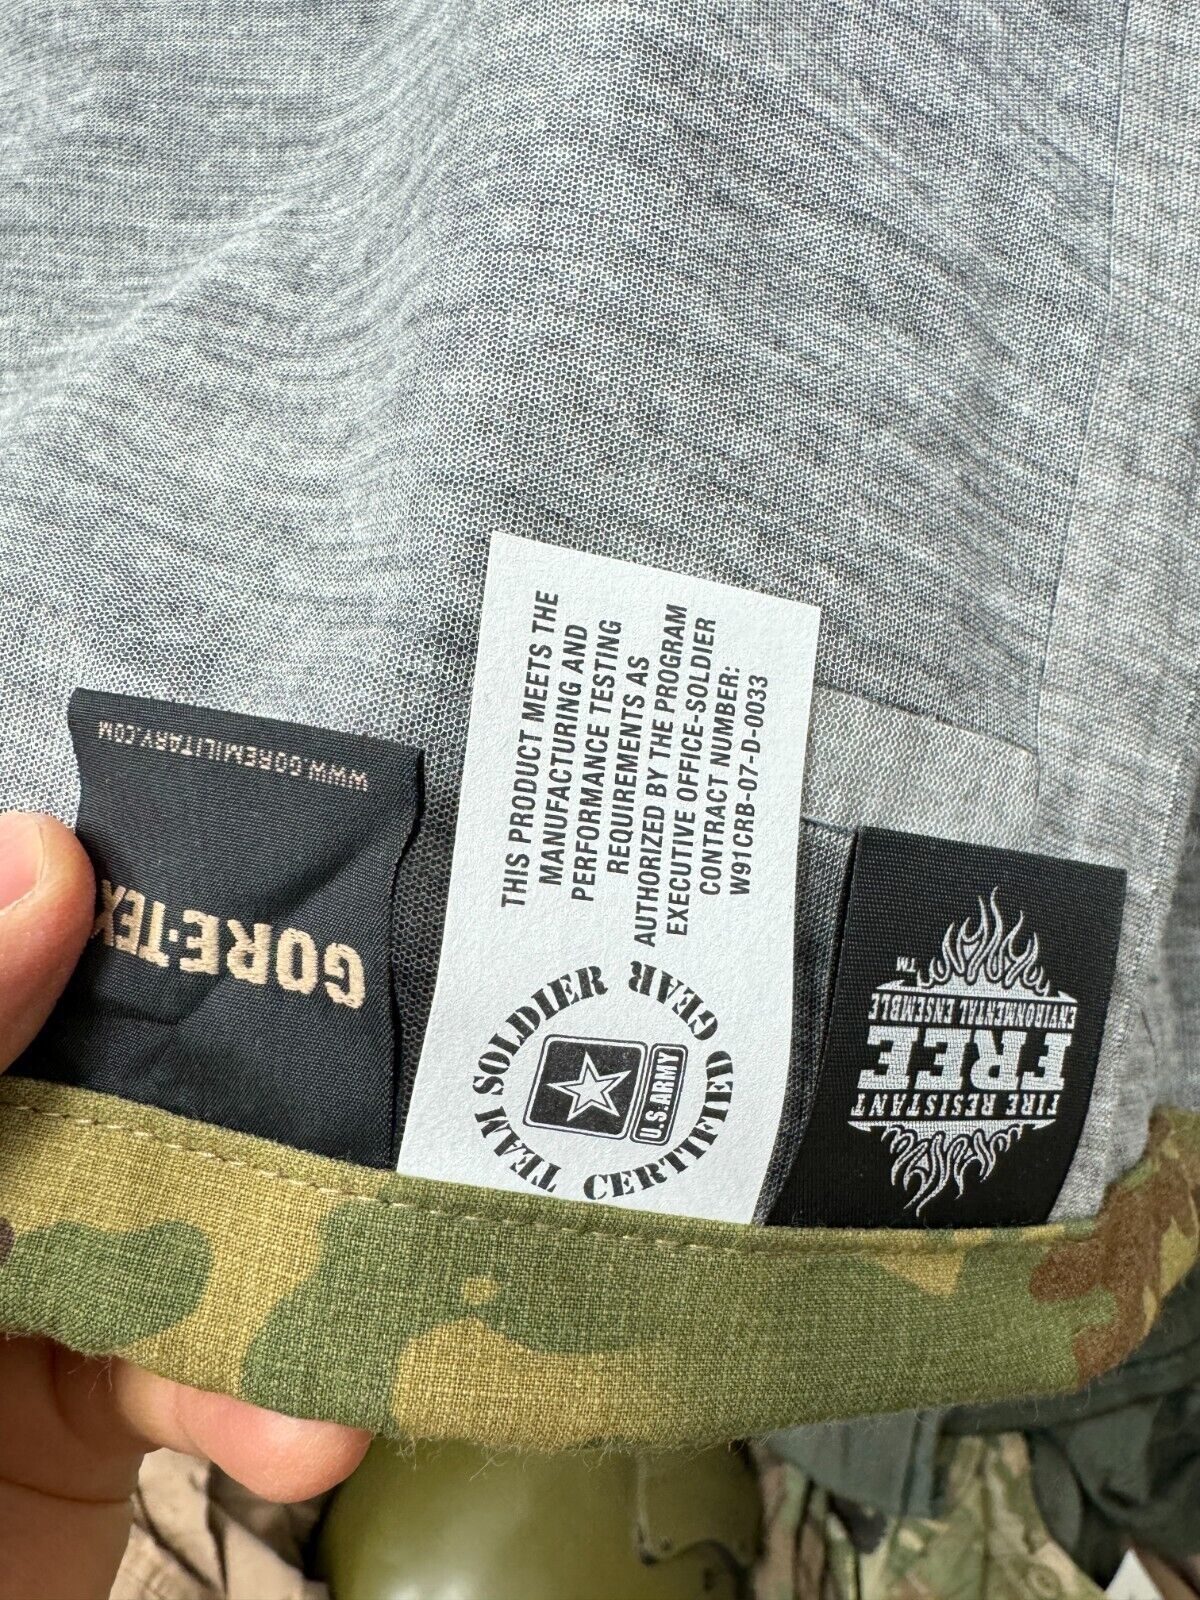 WWW.GOREMILITARY.COM
GORE-TEX
THIS PRODUCT MEETS THE
MANUFACTURING AND
PERFORMANCE TESTING
REQUIREMENTS AS
AUTHORIZED BY THE PROGRAM
EXECUTIVE OFFICE-SOLDIER
CONTRACT NUMBER:
W91CRB-07-D-0033
TEAM SOLDIER
CERTIFIED GEAR
U.S.ARMY
FIRE RESISTANT
FREE
ENVIRONMENTAL ENSEMBLE
TM